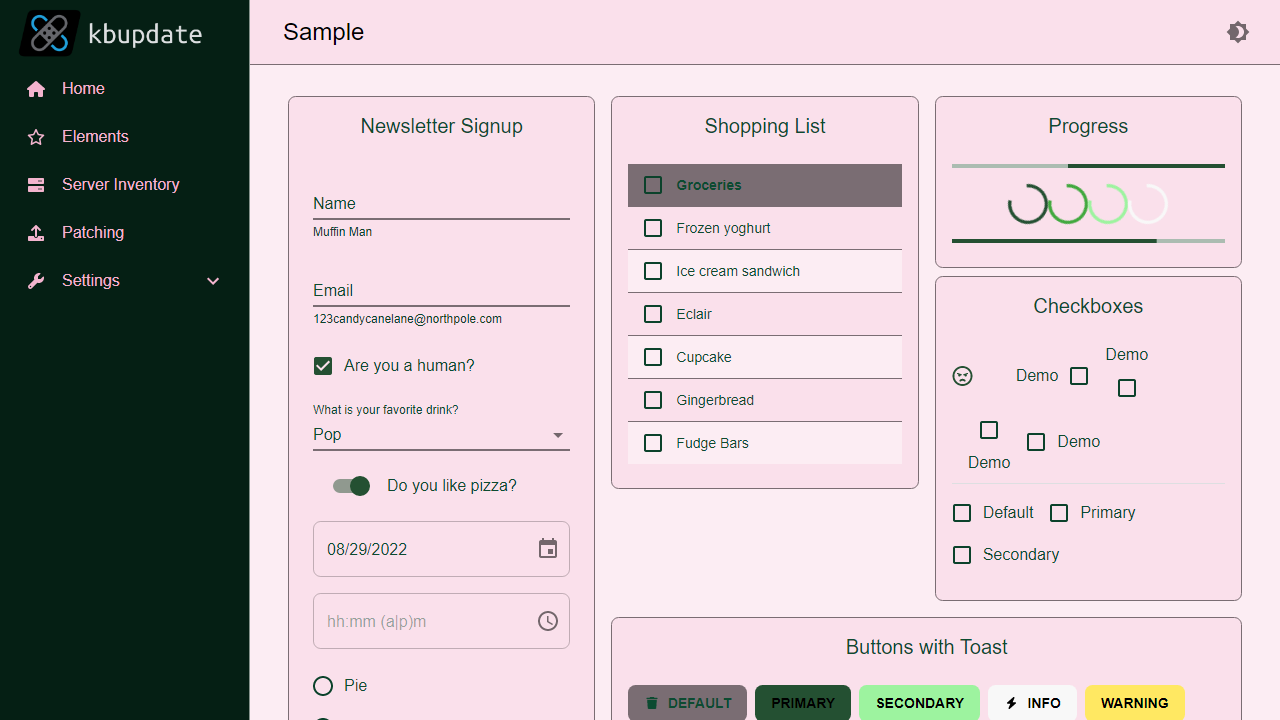 kbupdate
Home
Elements
Server Inventory
Patching
Settings
Sample
Newsletter Signup
Name
Muffin Man
Email
123candycanelane@northpole.com
Are you a human?
What is your favorite drink?
Pop
Do you like pizza?
08/29/2022
hh:mm (a|p)m
Pie
Shopping List
Groceries
Frozen yoghurt
Ice cream sandwich
Eclair
Cupcake
Gingerbread
Fudge Bars
Progress
Checkboxes
Demo
Demo
Demo
Demo
Default
Primary
Secondary
Buttons with Toast
DEFAULT
PRIMARY
SECONDARY
INFO
WARNING